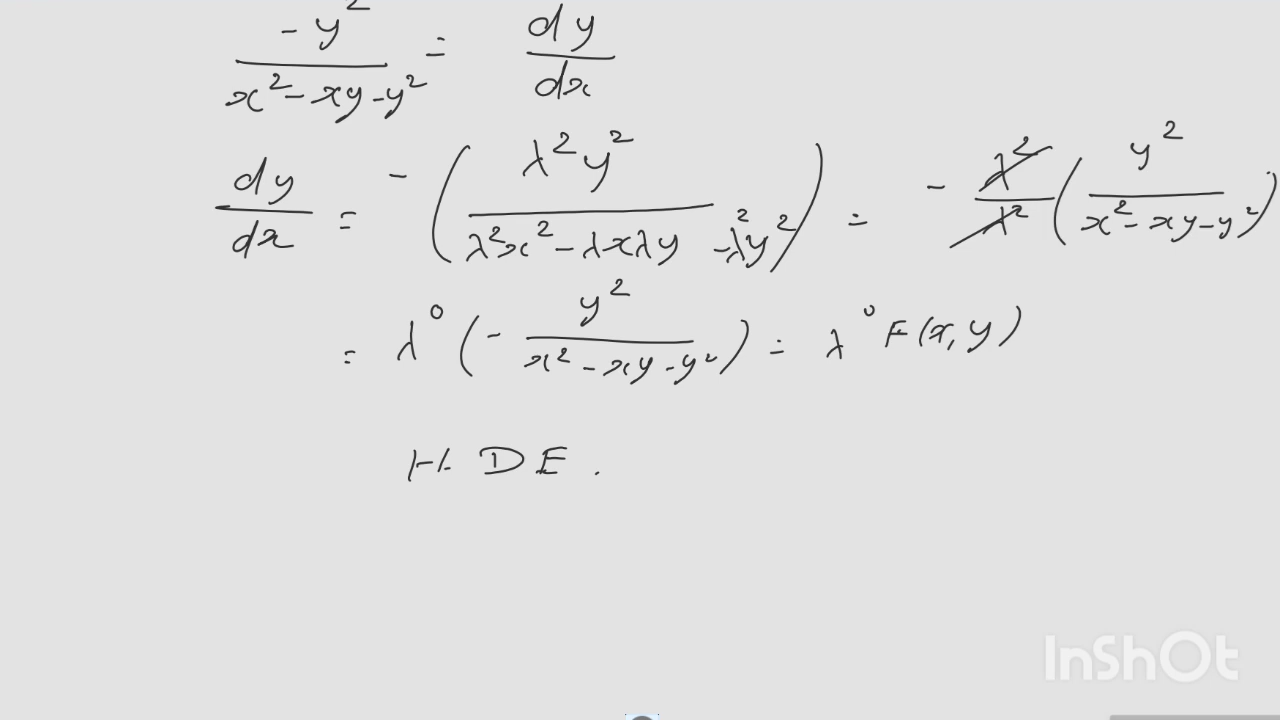 -y²/(x² - xy - y²) = dy/dx
dy/dx = -(λ²y²/(λ²x² - λxλy - λ²y²)) = - λ²/λ² (y²/(x² - xy - y²))
= λ⁰(- y²/(x² - xy - y²)) = λ⁰ F(x, y)
H. DE.
InShOt